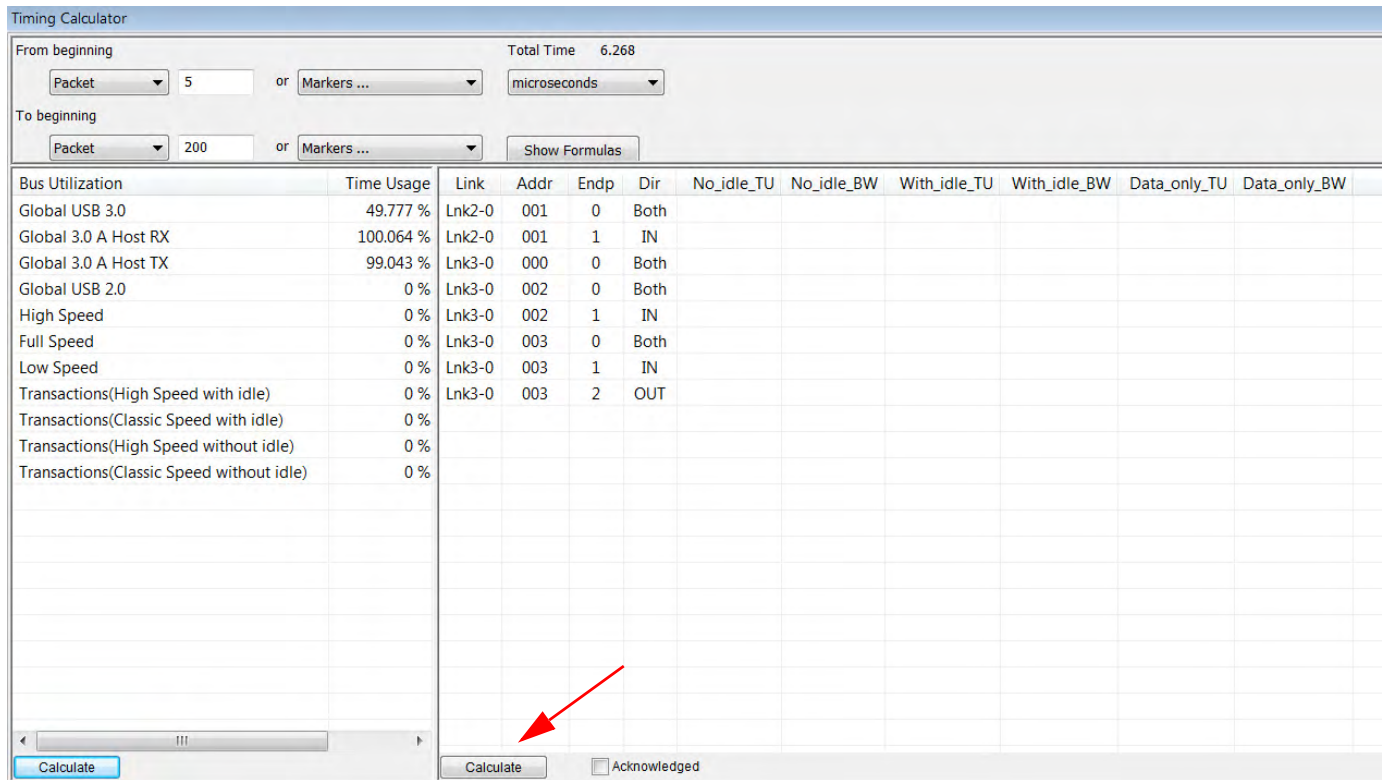 Timing Calculator
From beginning
Total Time 6.268
Packet 5 or Markers ... microseconds
To beginning
Packet 200 or Markers ... Show Formulas
Bus Utilization Time Usage Link Addr Endp Dir No_idle_TU No_idle_BW With_idle_TU With_idle_BW Data_only_TU Data_only_BW
Global USB 3.0 49.777 % Lnk2-0 001 0 Both
Global 3.0 A Host RX 100.064 % Lnk2-0 001 1 IN
Global 3.0 A Host TX 99.043 % Lnk3-0 000 0 Both
Global USB 2.0 0 % Lnk3-0 002 0 Both
High Speed 0 % Lnk3-0 002 1 IN
Full Speed 0 % Lnk3-0 003 0 Both
Low Speed 0 % Lnk3-0 003 1 IN
Transactions(High Speed with idle) 0 % Lnk3-0 003 2 OUT
Transactions(Classic Speed with idle) 0 %
Transactions(High Speed without idle) 0 %
Transactions(Classic Speed without idle) 0 %
Calculate Calculate Acknowledged